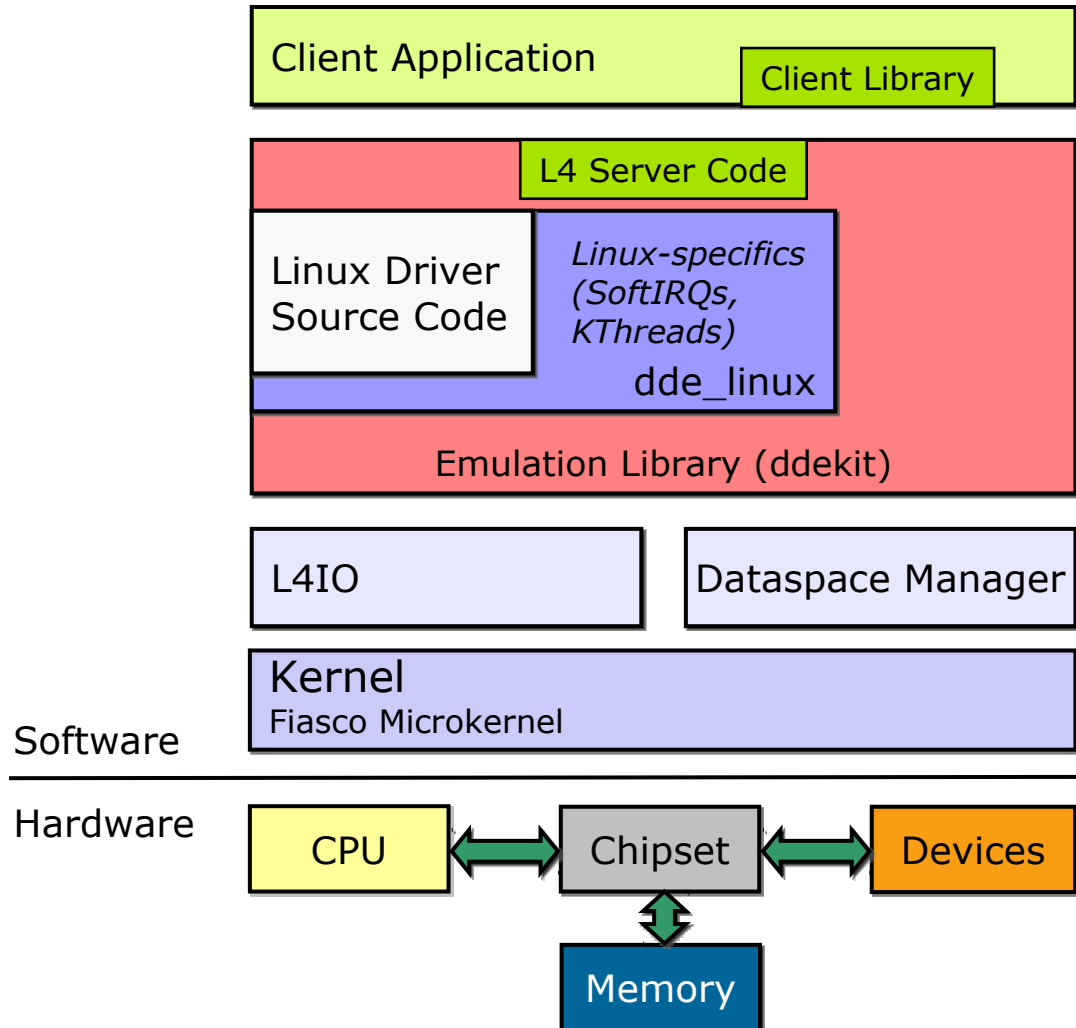 Client Application
Client Library
L4 Server Code
Linux Driver
Source Code
Linux-specifics
(SoftIRQs,
KThreads)
dde_linux
Emulation Library (ddekit)
L4IO
Dataspace Manager
Kernel
Fiasco Microkernel
Software
Hardware
CPU
Chipset
Devices
Memory